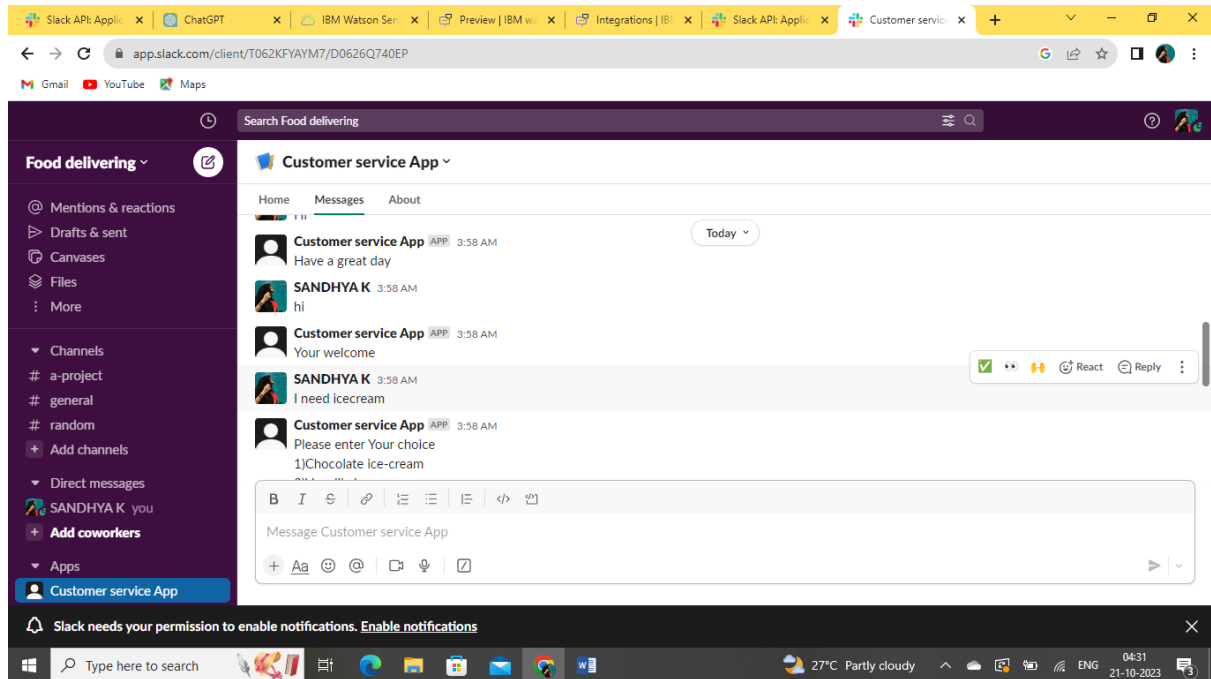 Slack API: Applic
ChatGPT
IBM Watson Serv
Preview | IBM wa
Integrations | IB
Slack API: Applic
Customer servic
app.slack.com/client/T062KFYAYM7/D0626Q740EP
Gmail YouTube Maps
Search Food delivering
Food delivering
Customer service App
Home Messages About
Mentions & reactions
Drafts & sent
Canvases
Files
More
Channels
# a-project
# general
# random
+ Add channels
Direct messages
SANDHYA K you
+ Add coworkers
Apps
Customer service App
Today
Hi
Customer service App APP 3:58 AM
Have a great day
SANDHYA K 3:58 AM
hi
Customer service App APP 3:58 AM
Your welcome
SANDHYA K 3:58 AM
I need icecream
React Reply
Customer service App APP 3:58 AM
Please enter Your choice
1)Chocolate ice-cream
B I S
Message Customer service App
+ Aa
Slack needs your permission to enable notifications. Enable notifications
Type here to search
27°C Partly cloudy
ENG
04:31
21-10-2023
3